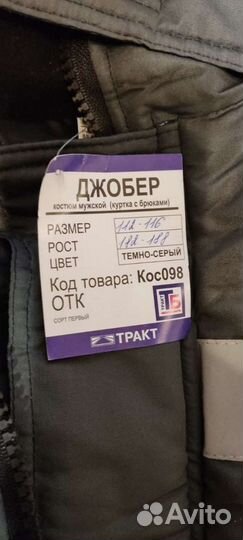 ДЖОБЕР
костюм мужской (куртка с брюками)
РАЗМЕР 112-116
РОСТ 182-188
ЦВЕТ ТЕМНО-СЕРЫЙ
Код товара: Кос098
ОТК
СОРТ ПЕРВЫЙ
ТРАКТ
ТРАКТ
Avito